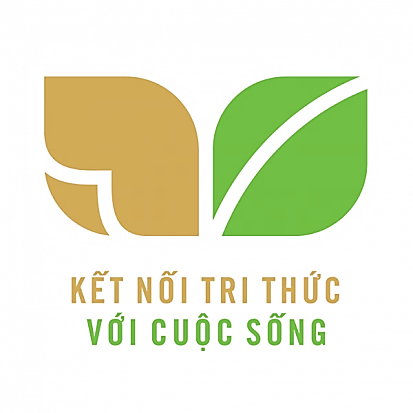 KẾT NỐI TRI THỨC
VỚI CUỘC SỐNG